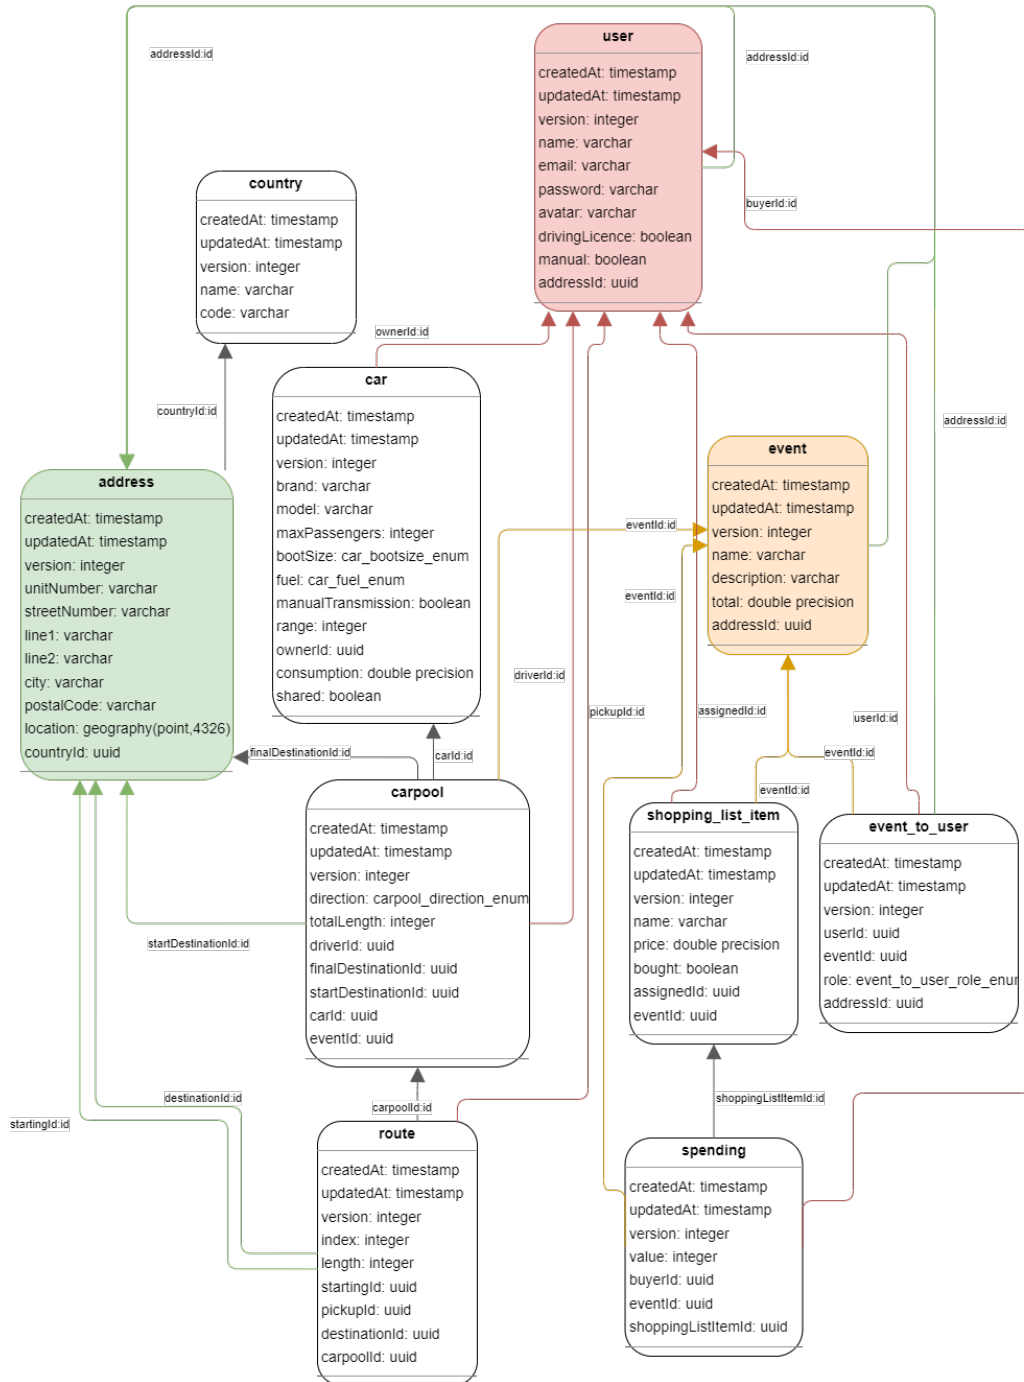 addressId:id
user
createdAt: timestamp
updatedAt: timestamp
version: integer
name: varchar
email: varchar
password: varchar
avatar: varchar
drivingLicence: boolean
manual: boolean
addressId: uuid
addressId:id
buyerId:id
country
createdAt: timestamp
updatedAt: timestamp
version: integer
name: varchar
code: varchar
ownerId:id
countryId:id
car
createdAt: timestamp
updatedAt: timestamp
version: integer
brand: varchar
model: varchar
maxPassengers: integer
bootSize: car_bootsize_enum
fuel: car_fuel_enum
manualTransmission: boolean
range: integer
ownerId: uuid
consumption: double precision
shared: boolean
addressId:id
event
createdAt: timestamp
updatedAt: timestamp
version: integer
name: varchar
description: varchar
total: double precision
addressId: uuid
eventId:id
eventId:id
address
createdAt: timestamp
updatedAt: timestamp
version: integer
unitNumber: varchar
streetNumber: varchar
line1: varchar
line2: varchar
city: varchar
postalCode: varchar
location: geography(point,4326)
countryId: uuid
driverId:id
pickupId:id
assignedId:id
userId:id
finalDestinationId:id
carId:id
eventId:id
eventId:id
carpool
createdAt: timestamp
updatedAt: timestamp
version: integer
direction: carpool_direction_enum
totalLength: integer
driverId: uuid
finalDestinationId: uuid
startDestinationId: uuid
carId: uuid
eventId: uuid
startDestinationId:id
shopping_list_item
createdAt: timestamp
updatedAt: timestamp
version: integer
name: varchar
price: double precision
bought: boolean
assignedId: uuid
eventId: uuid
event_to_user
createdAt: timestamp
updatedAt: timestamp
version: integer
userId: uuid
eventId: uuid
role: event_to_user_role_enur
addressId: uuid
destinationId:id
carpoolId:id
startingId:id
shoppingListItemId:id
route
createdAt: timestamp
updatedAt: timestamp
version: integer
index: integer
length: integer
startingId: uuid
pickupId: uuid
destinationId: uuid
carpoolId: uuid
spending
createdAt: timestamp
updatedAt: timestamp
version: integer
value: integer
buyerId: uuid
eventId: uuid
shoppingListItemId: uuid